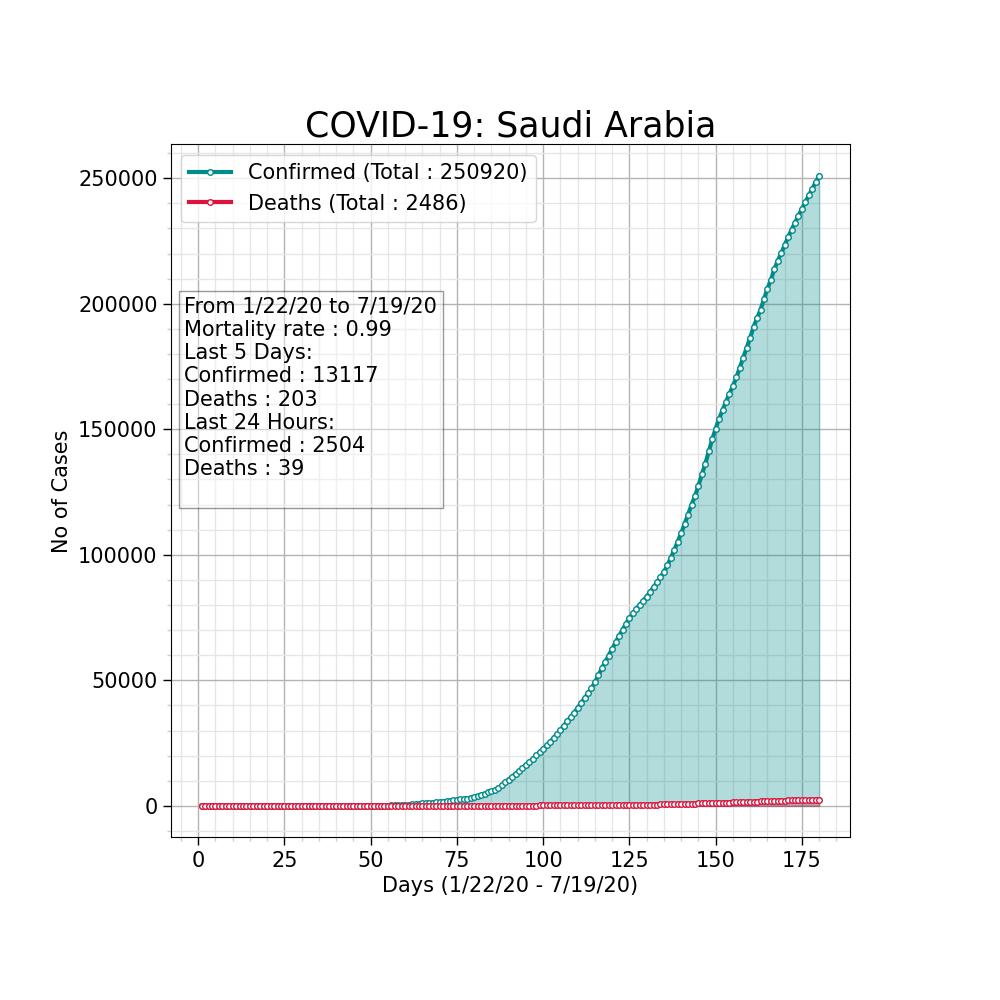 COVID-19: Saudi Arabia
Confirmed (Total : 250920)
Deaths (Total : 2486)
From 1/22/20 to 7/19/20
Mortality rate : 0.99
Last 5 Days:
Confirmed : 13117
Deaths : 203
Last 24 Hours:
Confirmed : 2504
Deaths : 39
No of Cases
250000
200000
150000
100000
50000
0
0 25 50 75 100 125 150 175
Days (1/22/20 - 7/19/20)